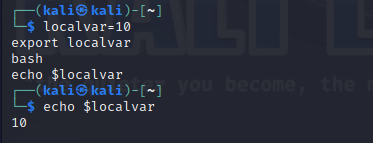 ┌──(kali㉿kali)-[~]
└─$ localvar=10
export localvar
bash
echo $localvar
┌──(kali㉿kali)-[~]
└─$ echo $localvar
10